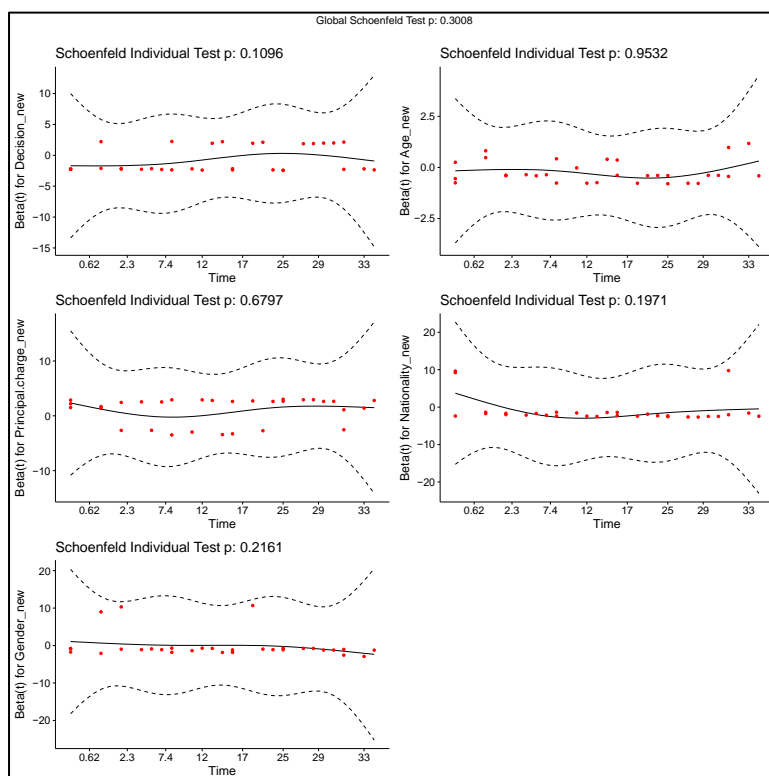 Global Schoenfeld Test p: 0.3008
Schoenfeld Individual Test p: 0.1096
Beta(t) for Decision_new
10
5
0
−5
−10
−15
0.62 2.3 7.4 12 17 25 29 33
Time
Schoenfeld Individual Test p: 0.9532
Beta(t) for Age_new
2.5
0.0
−2.5
0.62 2.3 7.4 12 17 25 29 33
Time
Schoenfeld Individual Test p: 0.6797
Beta(t) for Principal.charge_new
10
0
−10
0.62 2.3 7.4 12 17 25 29 33
Time
Schoenfeld Individual Test p: 0.1971
Beta(t) for Nationality_new
20
10
0
−10
−20
0.62 2.3 7.4 12 17 25 29 33
Time
Schoenfeld Individual Test p: 0.2161
Beta(t) for Gender_new
20
10
0
−10
−20
0.62 2.3 7.4 12 17 25 29 33
Time